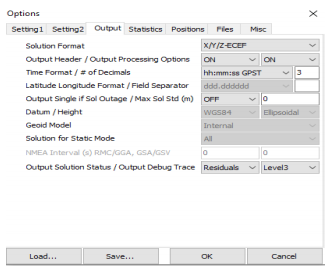 Options
Setting1 Setting2 Output Statistics Positions Files Misc
Solution Format X/Y/Z-ECEF
Output Header / Output Processing Options ON ON
Time Format / # of Decimals hh:mm:ss GPST 3
Latitude Longitude Format / Field Separator ddd.dddddd
Output Single if Sol Outage / Max Sol Std (m) OFF 0
Datum / Height WGS84 Ellipsoidal
Geoid Model Internal
Solution for Static Mode All
NMEA Interval (s) RMC/GGA, GSA/GSV 0 0
Output Solution Status / Output Debug Trace Residuals Level3
Load... Save... OK Cancel